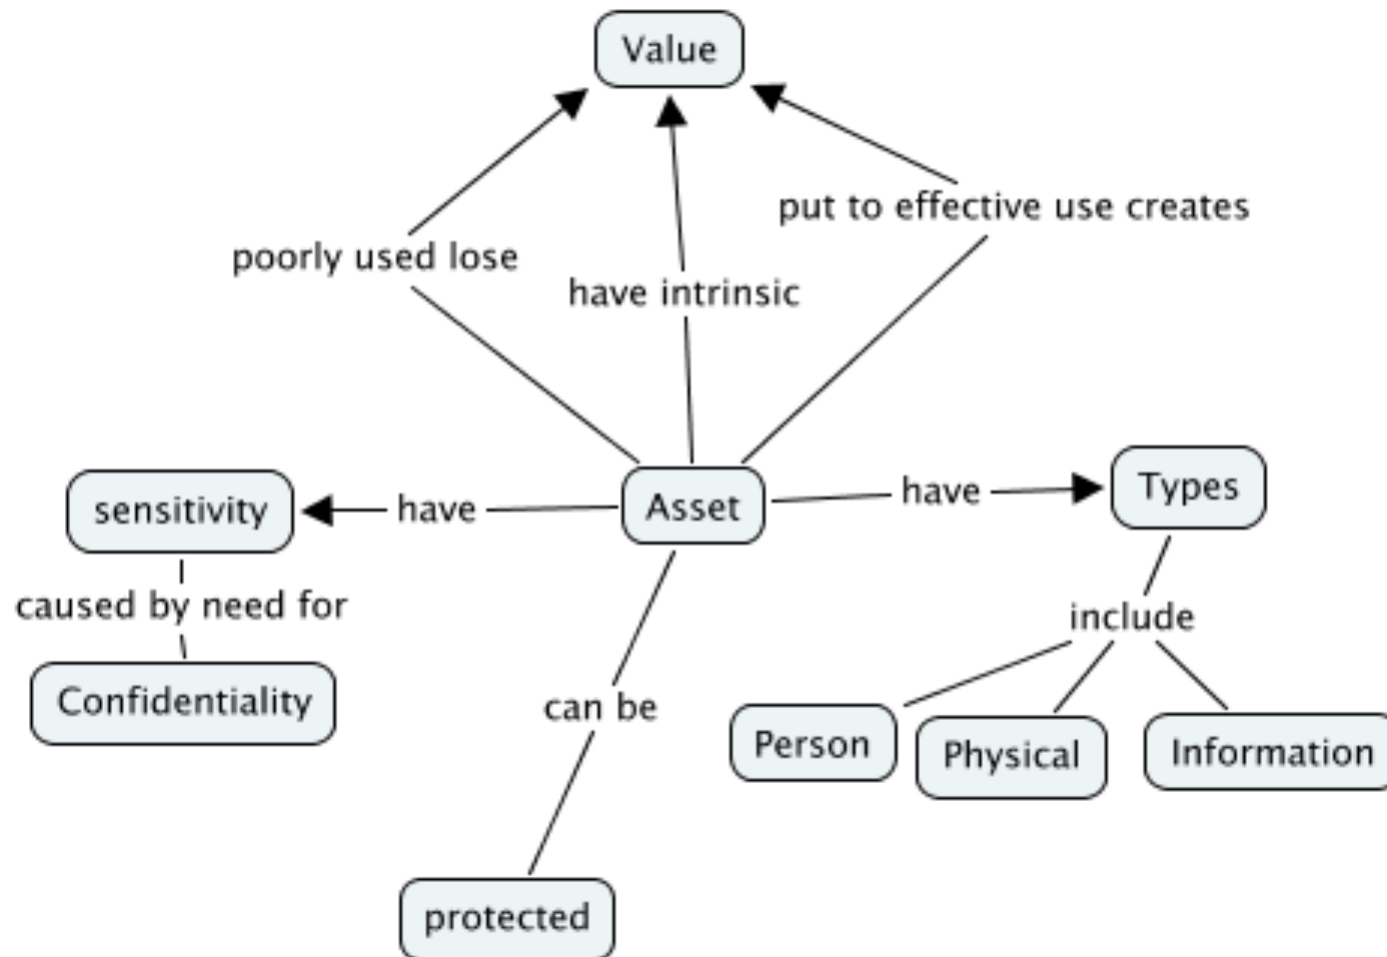 Value
put to effective use creates
poorly used lose
have intrinsic
Types
have
Asset
have
sensitivity
caused by need for
include
Confidentiality
can be
Person
Physical
Information
protected